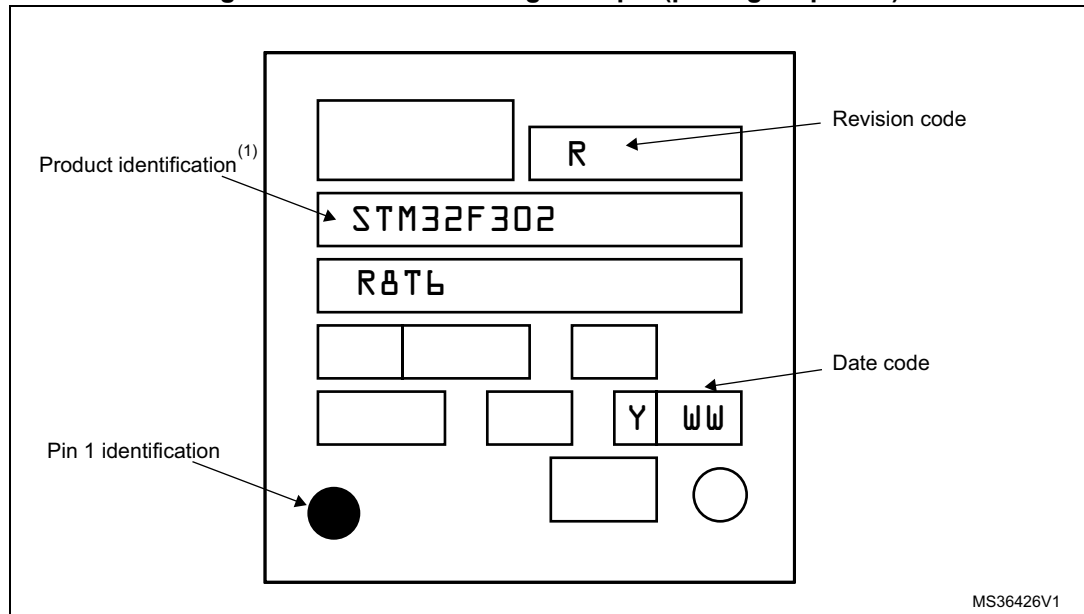 Revision code
R
Product identification(1)
STM32F302
R8T6
Date code
Y WW
Pin 1 identification
MS36426V1